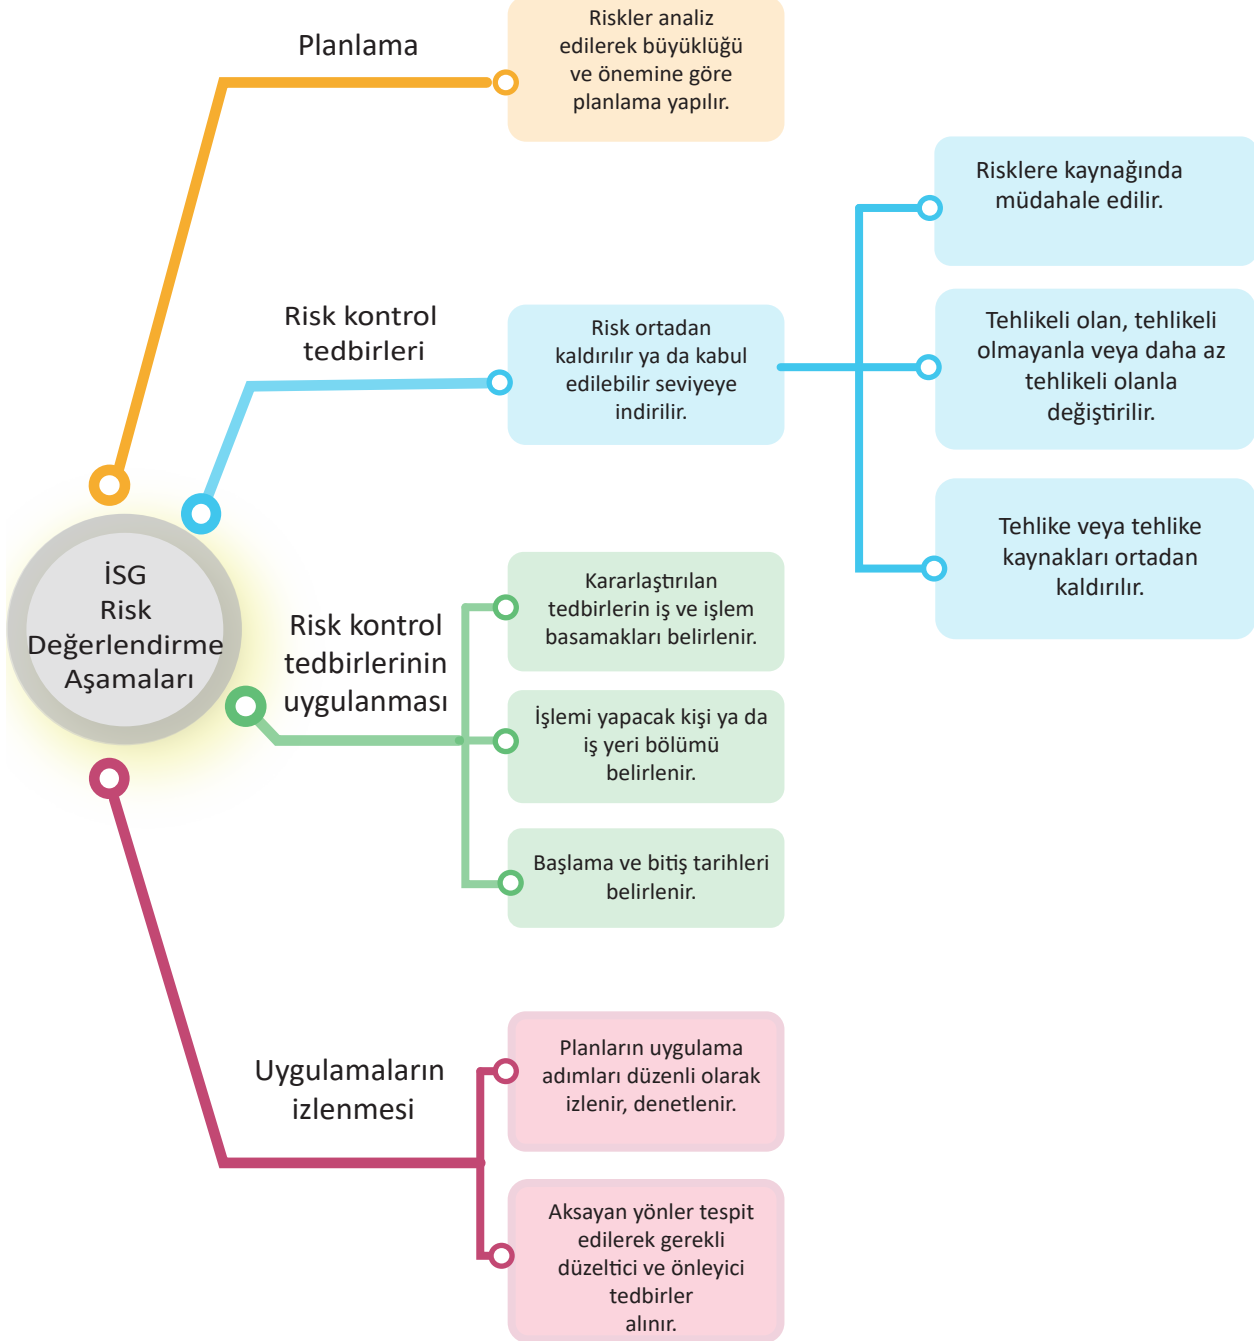 Planlama
Riskler analiz
edilerek büyüklüğü
ve önemine göre
planlama yapılır.
Risk kontrol
tedbirleri
Risk ortadan
kaldırılır ya da kabul
edilebilir seviyeye
indirilir.
Risklere kaynağında
müdahale edilir.
Tehlikeli olan, tehlikeli
olmayanla veya daha az
tehlikeli olanla
değiştirilir.
Tehlike veya tehlike
kaynakları ortadan
kaldırılır.
İSG
Risk
Değerlendirme
Aşamaları
Risk kontrol
tedbirlerinin
uygulanması
Kararlaştırılan
tedbirlerin iş ve işlem
basamakları belirlenir.
İşlemi yapacak kişi ya da
iş yeri bölümü
belirlenir.
Başlama ve bitiş tarihleri
belirlenir.
Uygulamaların
izlenmesi
Planların uygulama
adımları düzenli olarak
izlenir, denetlenir.
Aksayan yönler tespit
edilerek gerekli
düzeltici ve önleyici
tedbirler
alınır.